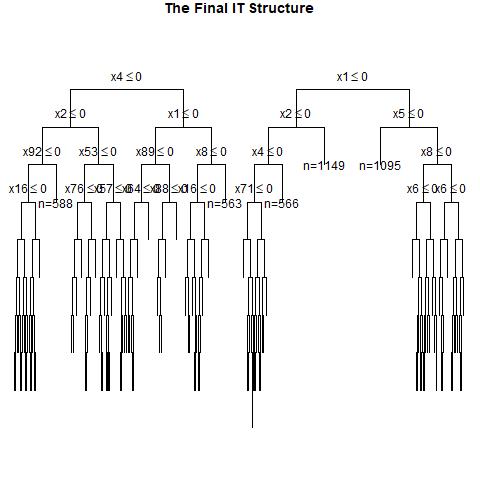 The Final IT Structure
x4 ≤ 0
x1 ≤ 0
x2 ≤ 0
x1 ≤ 0
x2 ≤ 0
x5 ≤ 0
x92 ≤ 0
x53 ≤ 0
x89 ≤ 0
x8 ≤ 0
x4 ≤ 0
n=1149
n=1095
x8 ≤ 0
x16 ≤ 0
n=588
x76 ≤ 0
x57 ≤ 0
x64 ≤ 0
x88 ≤ 0
x16 ≤ 0
n=563
x71 ≤ 0
n=566
x6 ≤ 0
x6 ≤ 0